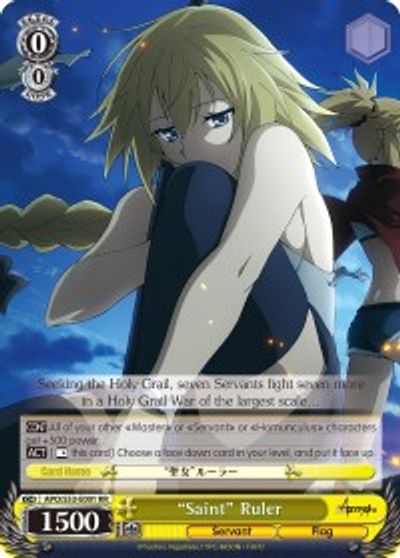 0
0
Seeking the Holy Grail, seven Servants fight seven more
in a Holy Grail War of the largest scale...
All of your other «Master» or «Servant» or «Homunculus» characters
get +500 power.
ACT this card] Choose a face down card in your level, and put it face up.
Card Name
"聖女"ルーラー
RR
1500
"Saint" Ruler
Servant
Flag